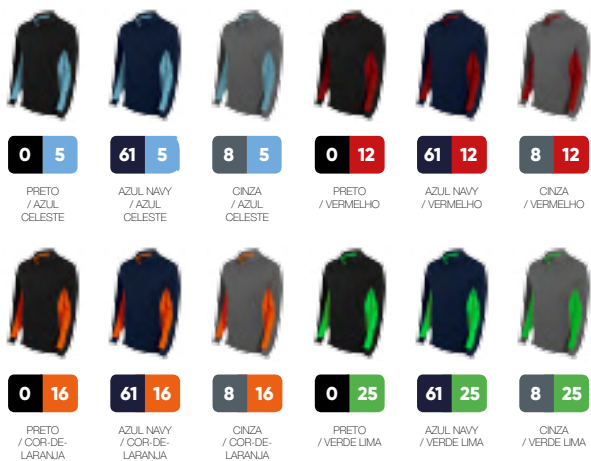 0 5
61 5
8 5
0 12
61 12
8 12
PRETO
/ AZUL
CELESTE
AZUL NAVY
/ AZUL
CELESTE
CINZA
/ AZUL
CELESTE
PRETO
/ VERMELHO
AZUL NAVY
/ VERMELHO
CINZA
/ VERMELHO
0 16
61 16
8 16
0 25
61 25
8 25
PRETO
/ COR-DE-
LARANJA
AZUL NAVY
/ COR-DE-
LARANJA
CINZA
/ COR-DE-
LARANJA
PRETO
/ VERDE LIMA
AZUL NAVY
/ VERDE LIMA
CINZA
/ VERDE LIMA